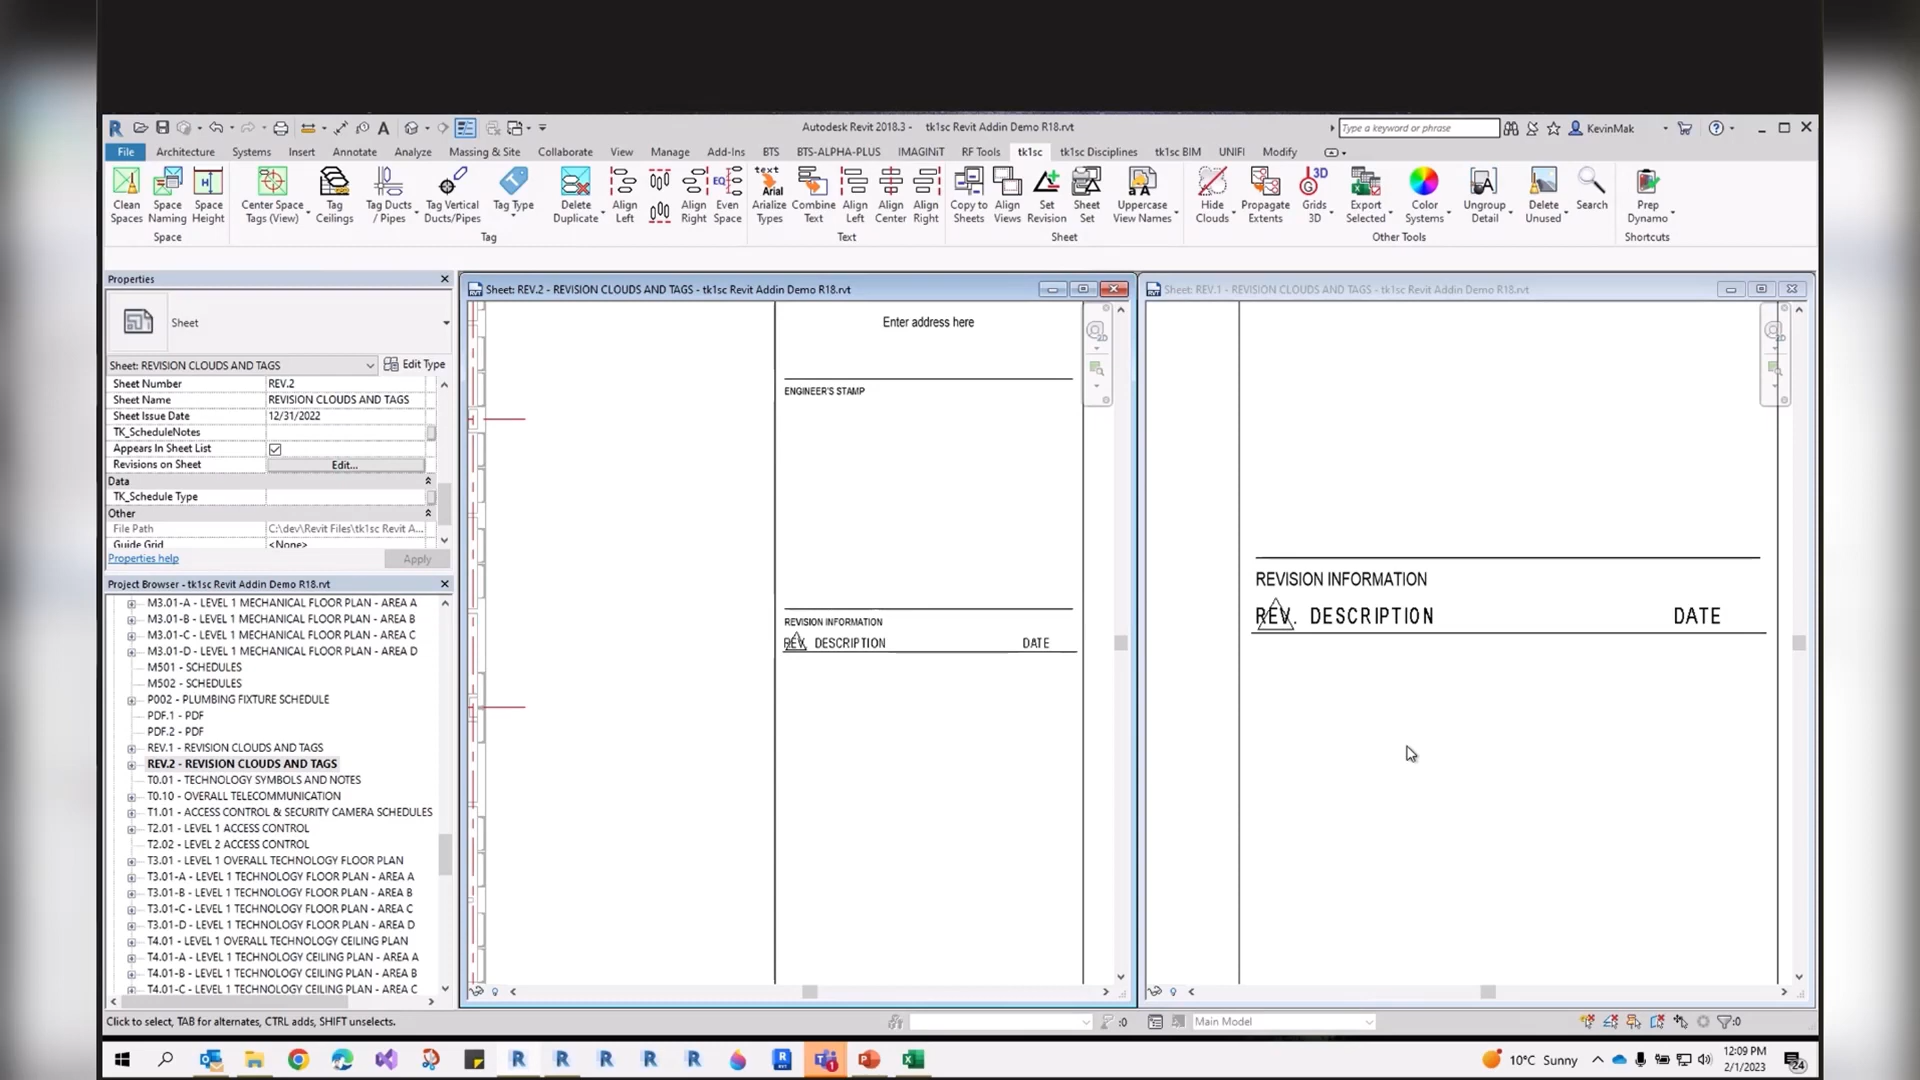 Autodesk Revit 2018.3 - tk1sc Revit Addin Demo R18.rvt
Type a keyword or phrase
KevinMak
File Architecture Systems Insert Annotate Analyze Massing & Site Collaborate View Manage Add-Ins BTS BTS-ALPHA-PLUS IMAGINiT RF Tools tk1sc tk1sc Disciplines tk1sc BIM UNIFI Modify
Clean Spaces
Space Naming
Space Height
Center Space Tags (View)
Tag Ceilings
Tag Ducts / Pipes
Tag Vertical Ducts/Pipes
Tag Type
Delete Duplicate
Align Left
Align Right
EQ
Even Space
text
Arial
Arialize Types
Combine Text
Align Left
Align Center
Align Right
Copy to Sheets
Align Views
Set Revision
Sheet Set
Uppercase View Names
Hide Clouds
Propagate Extents
3D
Grids 3D
Export Selected
Color Systems
Ungroup Detail
Delete Unused
Search
Prep Dynamo
Space Tag Text Sheet Other Tools Shortcuts
Properties
Sheet
Sheet: REVISION CLOUDS AND TAGS
Edit Type
Sheet Number REV.2
Sheet Name REVISION CLOUDS AND TAGS
Sheet Issue Date 12/31/2022
TK_ScheduleNotes
Appears In Sheet List
Revisions on Sheet Edit...
Data
TK_Schedule Type
Other
File Path C:\dev\Revit Files\tk1sc Revit A...
Guide Grid <None>
Properties help Apply
Project Browser - tk1sc Revit Addin Demo R18.rvt
M3.01-A - LEVEL 1 MECHANICAL FLOOR PLAN - AREA A
M3.01-B - LEVEL 1 MECHANICAL FLOOR PLAN - AREA B
M3.01-C - LEVEL 1 MECHANICAL FLOOR PLAN - AREA C
M3.01-D - LEVEL 1 MECHANICAL FLOOR PLAN - AREA D
M501 - SCHEDULES
M502 - SCHEDULES
P002 - PLUMBING FIXTURE SCHEDULE
PDF.1 - PDF
PDF.2 - PDF
REV.1 - REVISION CLOUDS AND TAGS
REV.2 - REVISION CLOUDS AND TAGS
T0.01 - TECHNOLOGY SYMBOLS AND NOTES
T0.10 - OVERALL TELECOMMUNICATION
T1.01 - ACCESS CONTROL & SECURITY CAMERA SCHEDULES
T2.01 - LEVEL 1 ACCESS CONTROL
T2.02 - LEVEL 2 ACCESS CONTROL
T3.01 - LEVEL 1 OVERALL TECHNOLOGY FLOOR PLAN
T3.01-A - LEVEL 1 TECHNOLOGY FLOOR PLAN - AREA A
T3.01-B - LEVEL 1 TECHNOLOGY FLOOR PLAN - AREA B
T3.01-C - LEVEL 1 TECHNOLOGY FLOOR PLAN - AREA C
T3.01-D - LEVEL 1 TECHNOLOGY FLOOR PLAN - AREA D
T4.01 - LEVEL 1 OVERALL TECHNOLOGY CEILING PLAN
T4.01-A - LEVEL 1 TECHNOLOGY CEILING PLAN - AREA A
T4.01-B - LEVEL 1 TECHNOLOGY CEILING PLAN - AREA B
T4.01-C - LEVEL 1 TECHNOLOGY CEILING PLAN - AREA C
Sheet: REV.2 - REVISION CLOUDS AND TAGS - tk1sc Revit Addin Demo R18.rvt
Enter address here
ENGINEER'S STAMP
REVISION INFORMATION
REV. DESCRIPTION DATE
Sheet: REV.1 - REVISION CLOUDS AND TAGS - tk1sc Revit Addin Demo R18.rvt
REVISION INFORMATION
REV. DESCRIPTION DATE
Click to select, TAB for alternates, CTRL adds, SHIFT unselects.
:0
Main Model
:0
10°C Sunny
12:09 PM
2/1/2023
24